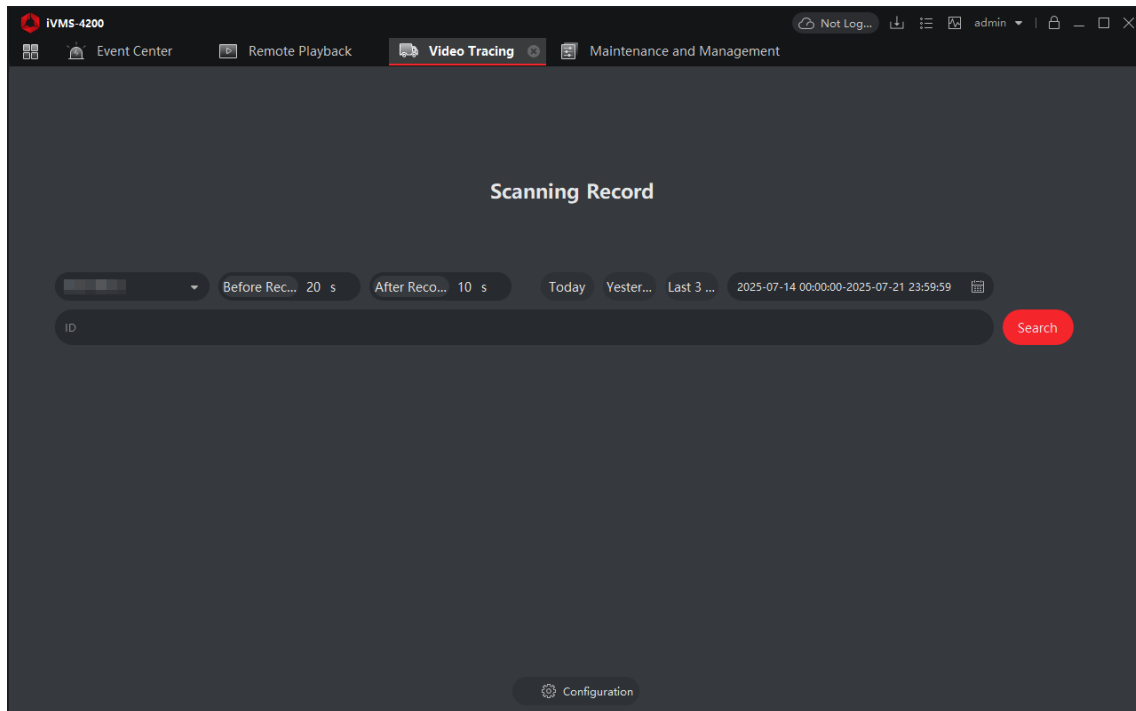 iVMS-4200 Not Log... admin
Event Center Remote Playback Video Tracing Maintenance and Management
Scanning Record
Before Rec... 20 s After Reco... 10 s Today Yester... Last 3 ... 2025-07-14 00:00:00-2025-07-21 23:59:59
ID Search
Configuration